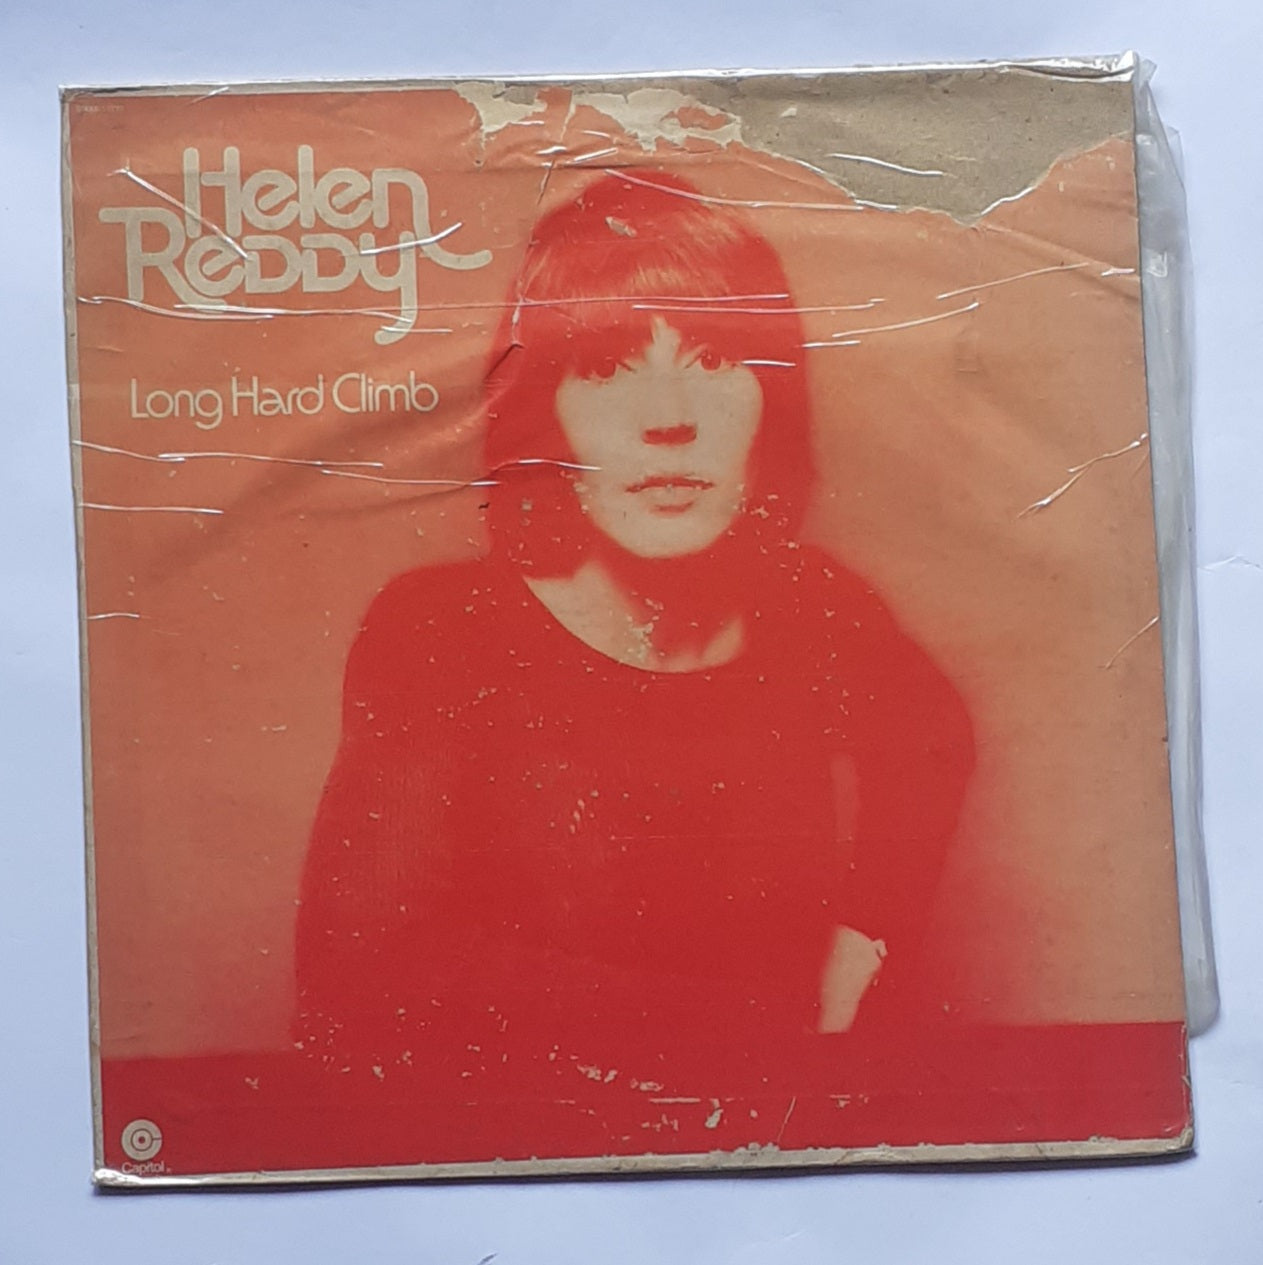 Helen
Reddy
Long Hard Climb
Capitol